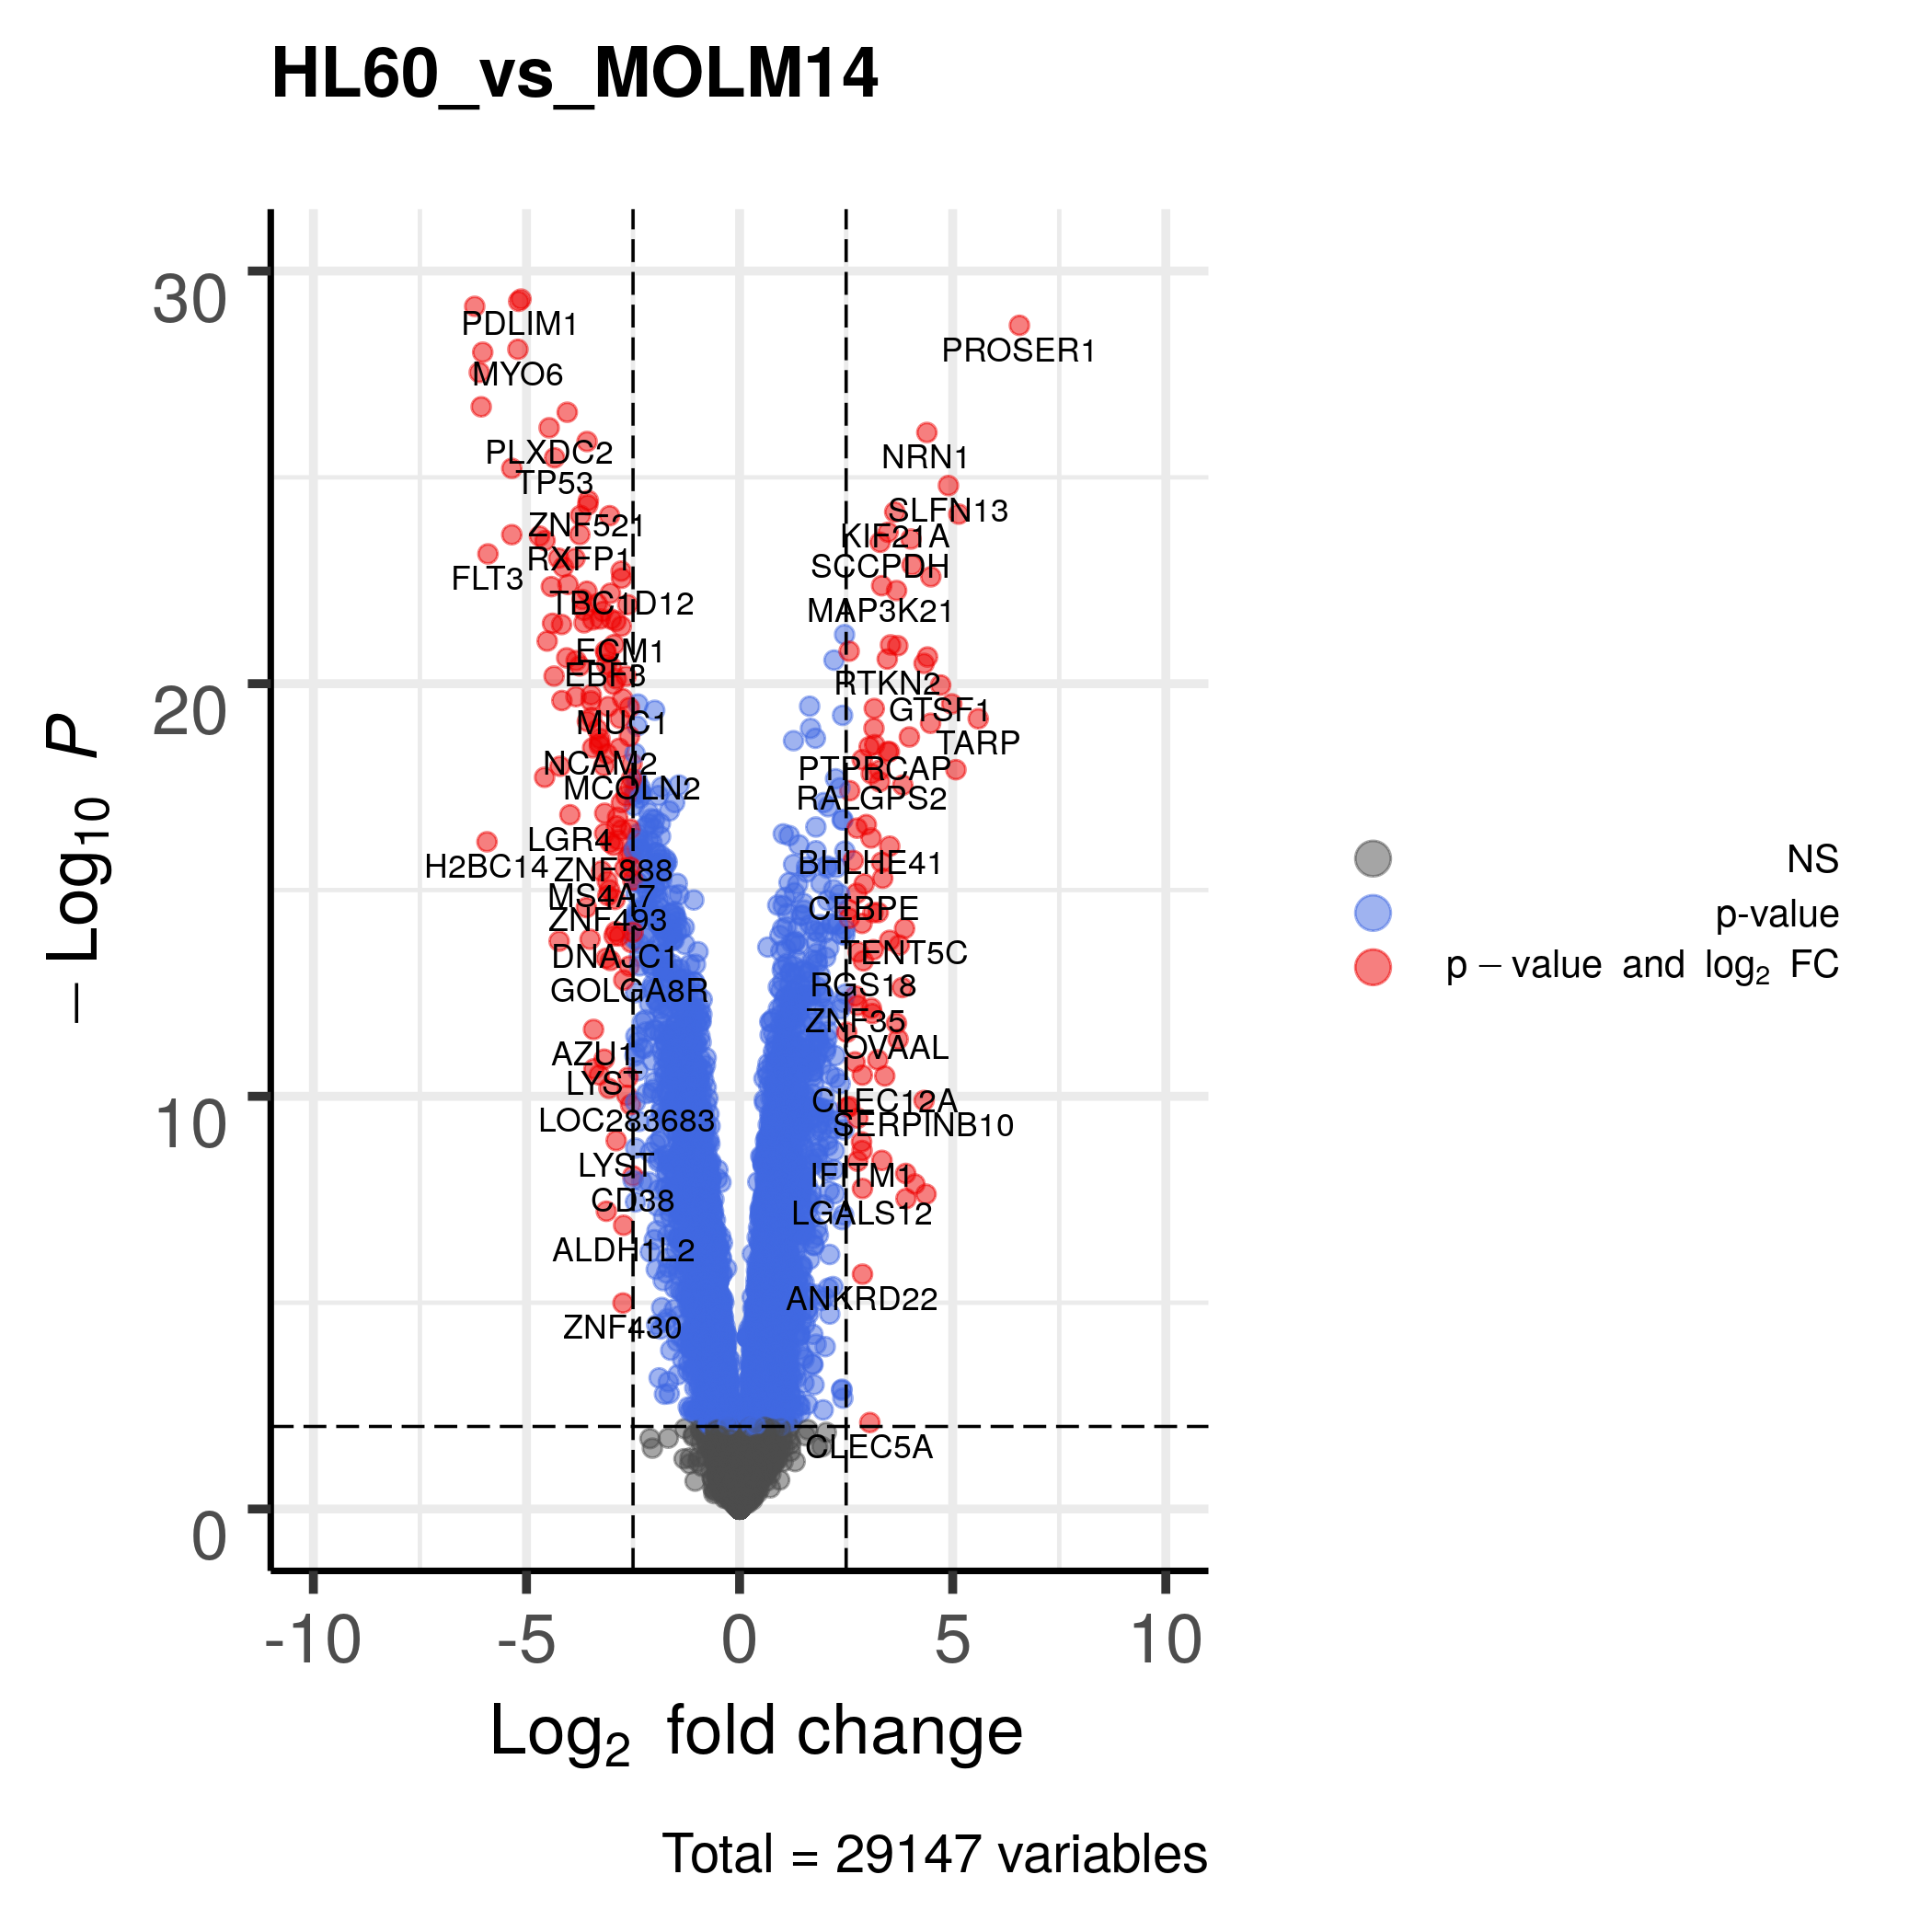 HL60_vs_MOLM14
30
20
10
0
− Log10 P
PDLIM1
PROSER1
MYO6
PLXDC2
NRN1
TP53
SLFN13
ZNF521
KIF21A
RXFP1
SCCPDH
FLT3
TBC1D12
MAP3K21
ECM1
EBF3
RTKN2
GTSF1
MUC1
TARP
NCAM2
PTPRCAP
MCOLN2
RALGPS2
LGR4
H2BC14
ZNF888
BHLHE41
MS4A7
CEBPE
ZNF493
DNAJC1
TENT5C
GOLGA8R
RGS18
ZNF35
AZU1
OVAAL
LYST
CLEC12A
LOC283683
SERPINB10
LYST
IFITM1
CD38
LGALS12
ALDH1L2
ANKRD22
ZNF430
CLEC5A
-10 -5 0 5 10
Log2 fold change
NS
p-value
p − value and log2 FC
Total = 29147 variables